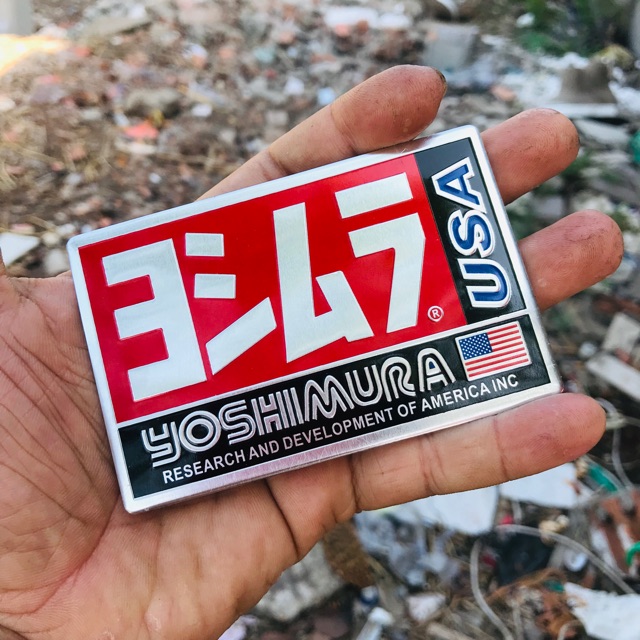 ヨシムラ
®
USA
YOSHIMURA
RESEARCH AND DEVELOPMENT OF AMERICA INC